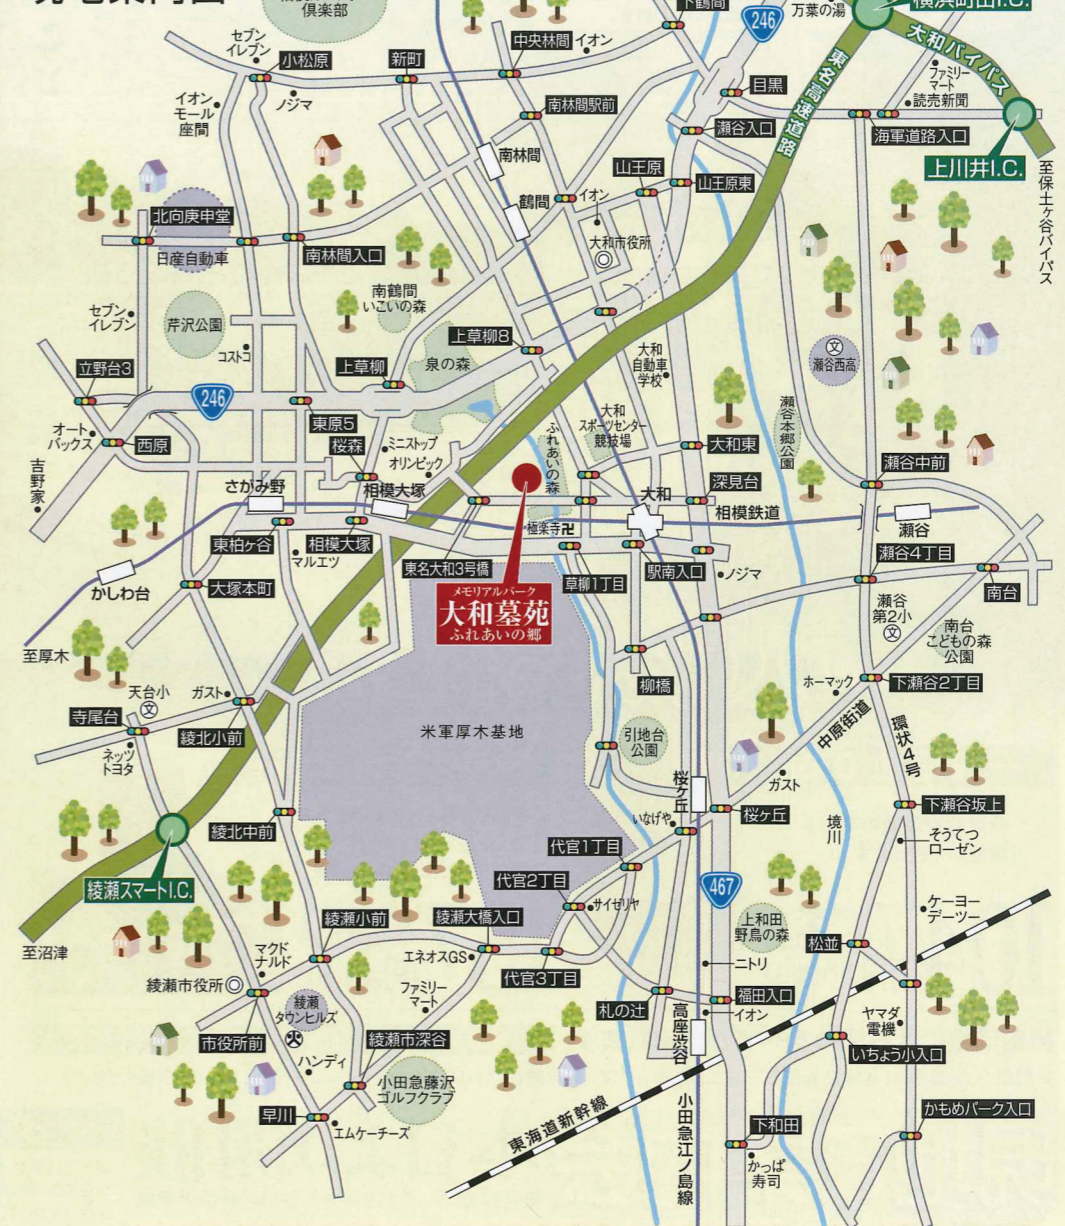 倶楽部
下鶴間
246
万葉の湯
横浜町田I.C.
大和バイパス
東名高速道路
セブン
イレブン
小松原
新町
中央林間
イオン
目黒
ファミリー
マート
読売新聞
イオン
モール
座間
ノジマ
南林間駅前
瀬谷入口
海軍道路入口
上川井I.C.
至保土ヶ谷バイパス
南林間
山王原
山王原東
鶴間
イオン
北向庚申堂
日産自動車
南林間入口
大和市役所
セブン
イレブン
芹沢公園
コストコ
南鶴間
いこいの森
上草柳8
泉の森
上草柳
大和
自動車
学校
文
瀬谷西高
立野台3
246
東原5
オート
バックス
西原
桜森
ミニストップ
オリンピック
ふれあいの森
大和
スポーツセンター
競技場
大和東
瀬谷本郷公園
瀬谷中前
吉野家
さがみ野
相模大塚
大和
深見台
相模鉄道
瀬谷
東柏ヶ谷
相模大塚
マルエツ
極楽寺卍
東名大和3号橋
草柳1丁目
駅南入口
ノジマ
瀬谷4丁目
南台
かしわ台
大塚本町
メモリアルパーク
大和墓苑
ふれあいの郷
瀬谷
第2小
文
南台
こどもの森
公園
至厚木
柳橋
ホーマック
下瀬谷2丁目
天台小
文
ガスト
寺尾台
綾北小前
ネッツ
トヨタ
米軍厚木基地
引地台
公園
中原街道
環状4号
桜ヶ丘
ガスト
いなげや
桜ヶ丘
境川
下瀬谷坂上
そうてつ
ローゼン
綾北中前
代官1丁目
綾瀬スマートI.C.
代官2丁目
サイゼリヤ
467
ケーヨー
デーツー
綾瀬小前
綾瀬大橋入口
上和田
野鳥の森
松並
至沼津
マクド
ナルド
エネオスGS
代官3丁目
ニトリ
綾瀬市役所
ファミリー
マート
札の辻
福田入口
イオン
綾瀬
タウンヒルズ
市役所前
綾瀬市深谷
高座渋谷
ヤマダ
電機
いちょう小入口
ハンディ
小田急藤沢
ゴルフクラブ
早川
エムケーチーズ
東海道新幹線
小田急江ノ島線
下和田
かもめパーク入口
かっぱ
寿司